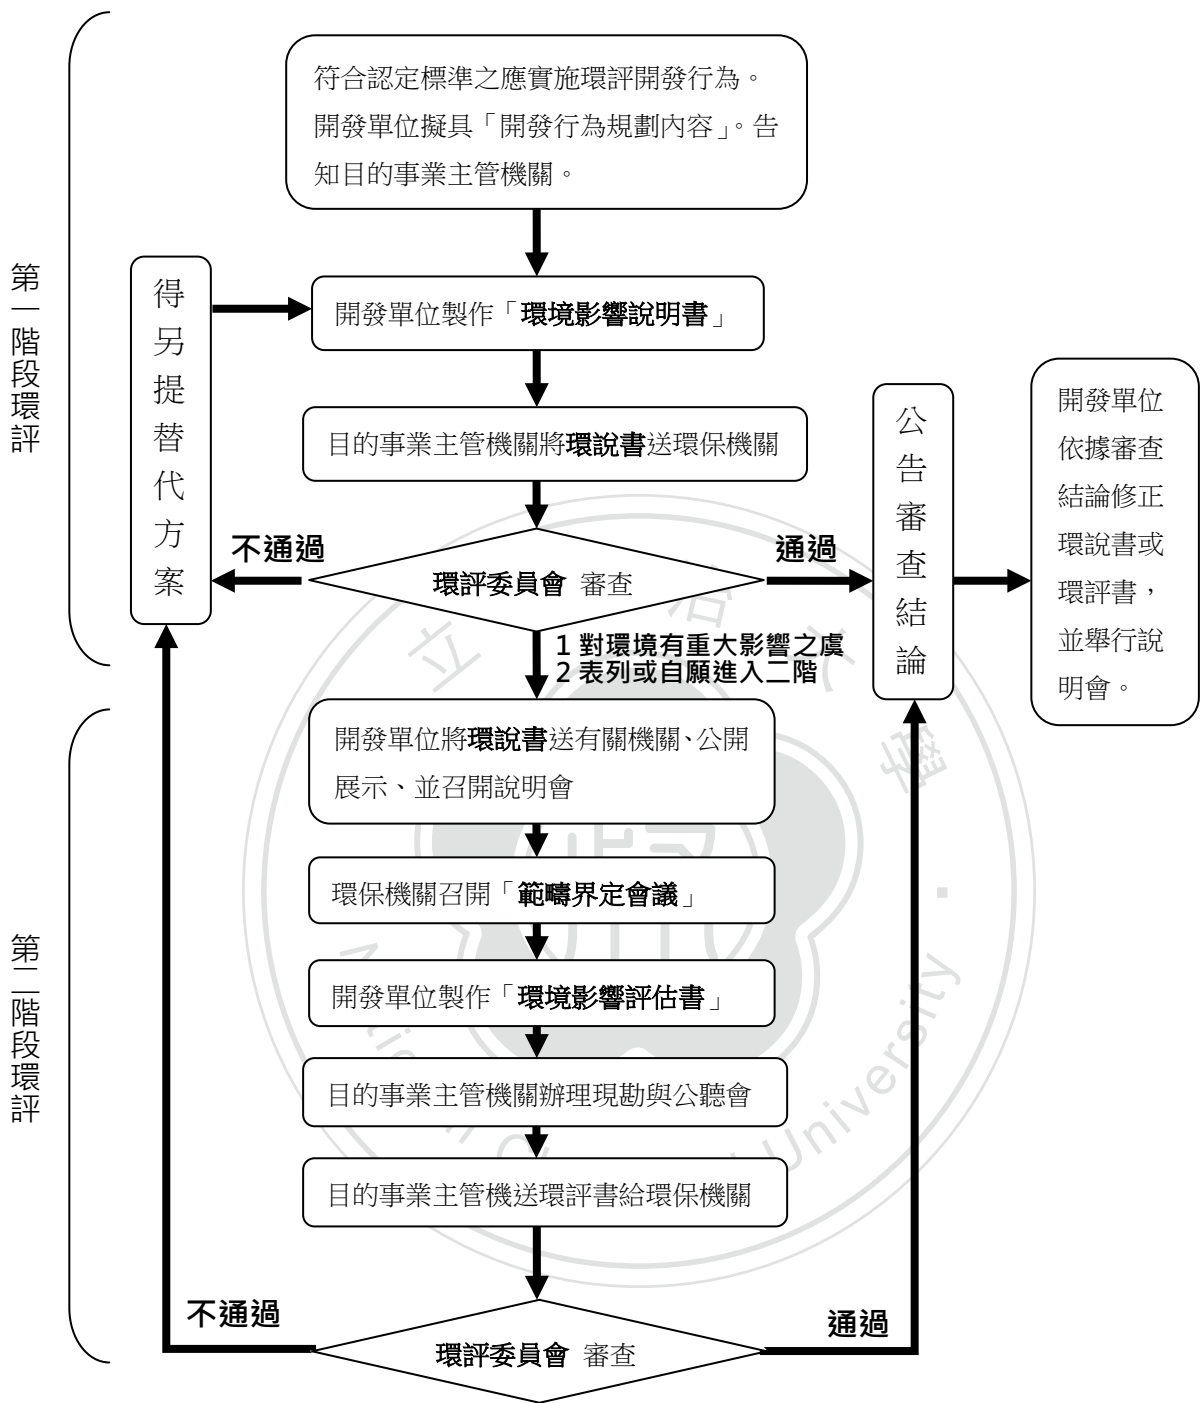 符合認定標準之應實施環評開發行為。
開發單位擬具「開發行為規劃內容」。告
知目的事業主管機關。
第一階段環評
得另提替代方案
開發單位製作「環境影響說明書」
目的事業主管機關將環說書送環保機關
不通過
環評委員會 審查
通過
公告審查結論
開發單位
依據審查
結論修正
環說書或
環評書，
並舉行說
明會。
1 對環境有重大影響之虞
2 表列或自願進入二階
第二階段環評
開發單位將環說書送有關機關、公開
展示、並召開說明會
環保機關召開「範疇界定會議」
開發單位製作「環境影響評估書」
目的事業主管機關辦理現勘與公聽會
目的事業主管機送環評書給環保機關
不通過
環評委員會 審查
通過
立
治
大
學
University